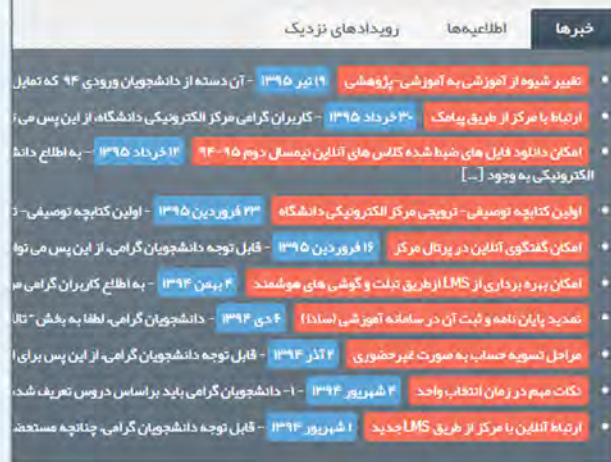 خبرها اطلاعیه‌ها رویدادهای نزدیک
تغییر شیوه از آموزشی به آموزشی-پژوهشی ۱۹ تیر ۱۳۹۵ - آن دسته از دانشجویان ورودی ۹۴ که تمایل
ارتباط با مرکز از طریق پیامک ۳۰ خرداد ۱۳۹۵ - کاربران گرامی مرکز الکترونیکی دانشگاه، از این پس می
امکان دانلود فایل های ضبط شده کلاس های آنلاین نیمسال دوم ۹۵-۹۴ ۱۲ خرداد ۱۳۹۵ - به اطلاع
الکترونیکی به وجود [...]
اولین کتابچه توصیفی- ترویجی مرکز الکترونیکی دانشگاه ۲۳ فروردین ۱۳۹۵ - اولین کتابچه توصیفی-
امکان گفتگوی آنلاین در پرتال مرکز ۱۶ فروردین ۱۳۹۵ - قابل توجه دانشجویان گرامی، از این پس می
امکان بهره برداری از LMS ازطریق تبلت و گوشی های هوشمند ۴ بهمن ۱۳۹۴ - به اطلاع کاربران گرامی
تمدید پایان نامه و ثبت آن در سامانه آموزشی (سادا) ۶ دی ۱۳۹۴ - دانشجویان گرامی، لطفا به بخش
مراحل تسویه حساب به صورت غیرحضوری ۲ آذر ۱۳۹۴ - قابل توجه دانشجویان گرامی، از این پس برای
نکات مهم در زمان انتخاب واحد ۴ شهریور ۱۳۹۴ - ۱- دانشجویان گرامی باید براساس دروس تعریف
ارتباط آنلاین با مرکز از طریق LMS جدید ۱ شهریور ۱۳۹۴ - قابل توجه دانشجویان گرامی، چنانچه